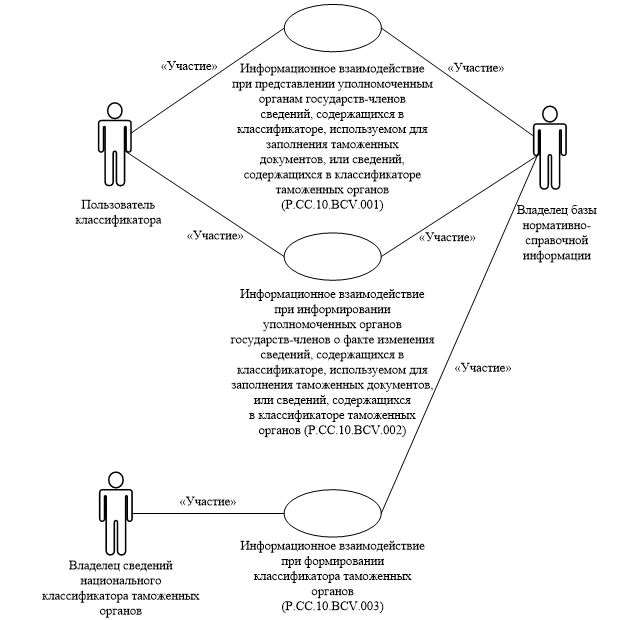 «Участие»
«Участие»
Информационное взаимодействие
при представлении уполномоченным
органам государств-членов
сведений, содержащихся в
классификаторе, используемом для
заполнения таможенных
документов, или сведений,
содержащихся в классификаторе
таможенных органов
(P.CC.10.BCV.001)
Пользователь
классификатора
Владелец базы
нормативно-
справочной
информации
«Участие»
«Участие»
Информационное взаимодействие
при информировании
уполномоченных органов
государств-членов о факте изменения
сведений, содержащихся в
классификаторе, используемом для
заполнения таможенных документов,
или сведений, содержащихся
в классификаторе таможенных
органов (P.CC.10.BCV.002)
«Участие»
«Участие»
Информационное взаимодействие
при формировании
классификатора таможенных
органов
(P.CC.10.BCV.003)
Владелец сведений
национального
классификатора таможенных
органов